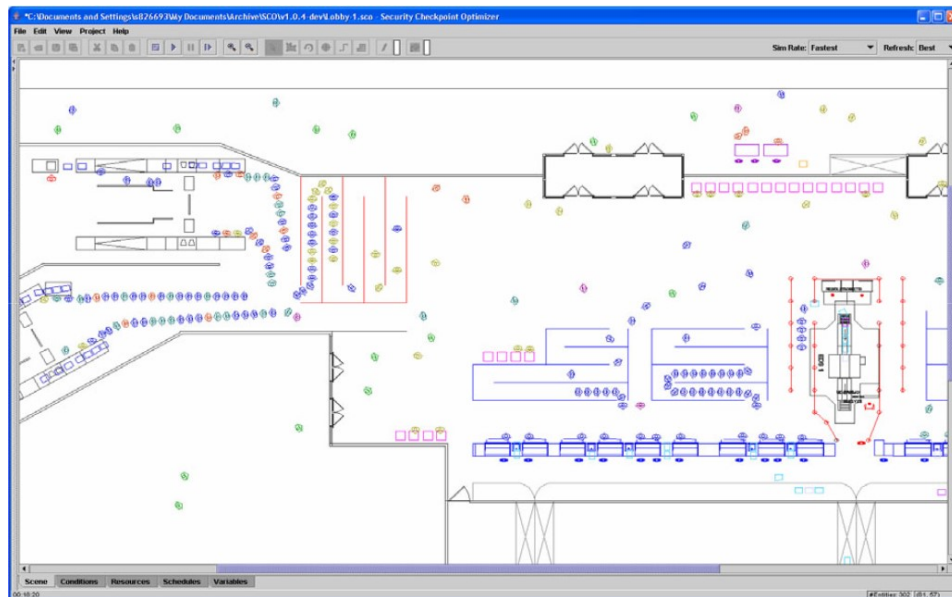 *C:\Documents and Settings\s826693\My Documents\Archive\SCO\v1.0.4-dev\Lobby-1.sco - Security Checkpoint Optimizer
File Edit View Project Help
Sim Rate: Fastest Refresh: Best
Scene Conditions Resources Schedules Variables
00:18:20 #Entities: 302 (81, 57)